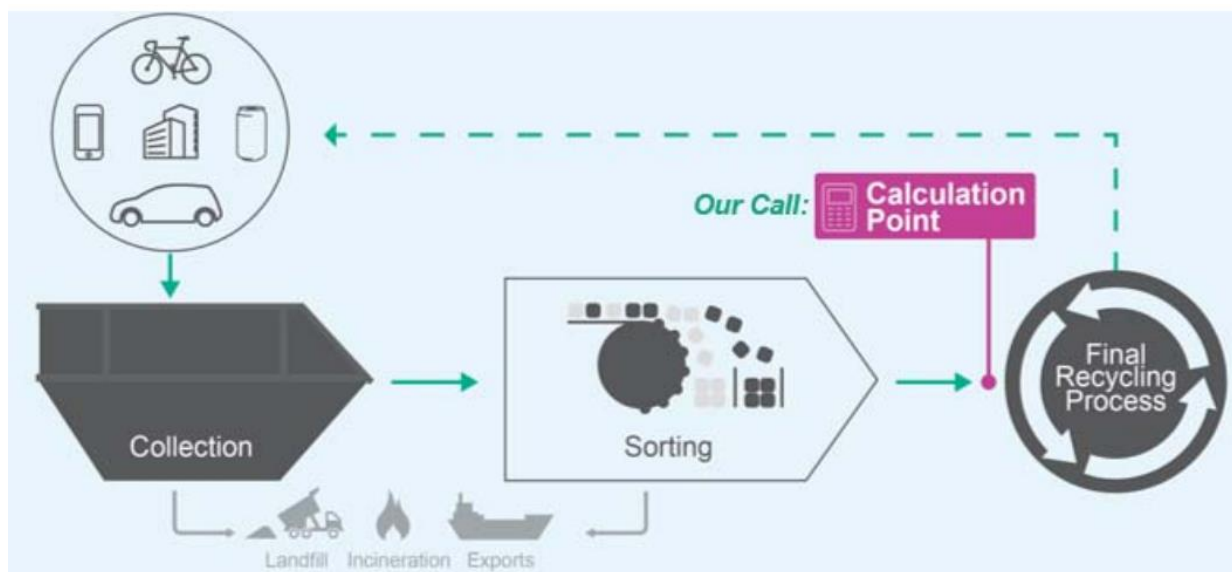 Our Call:
Calculation
Point
Final
Recycling
Process
Collection
Sorting
Landfill Incineration Exports